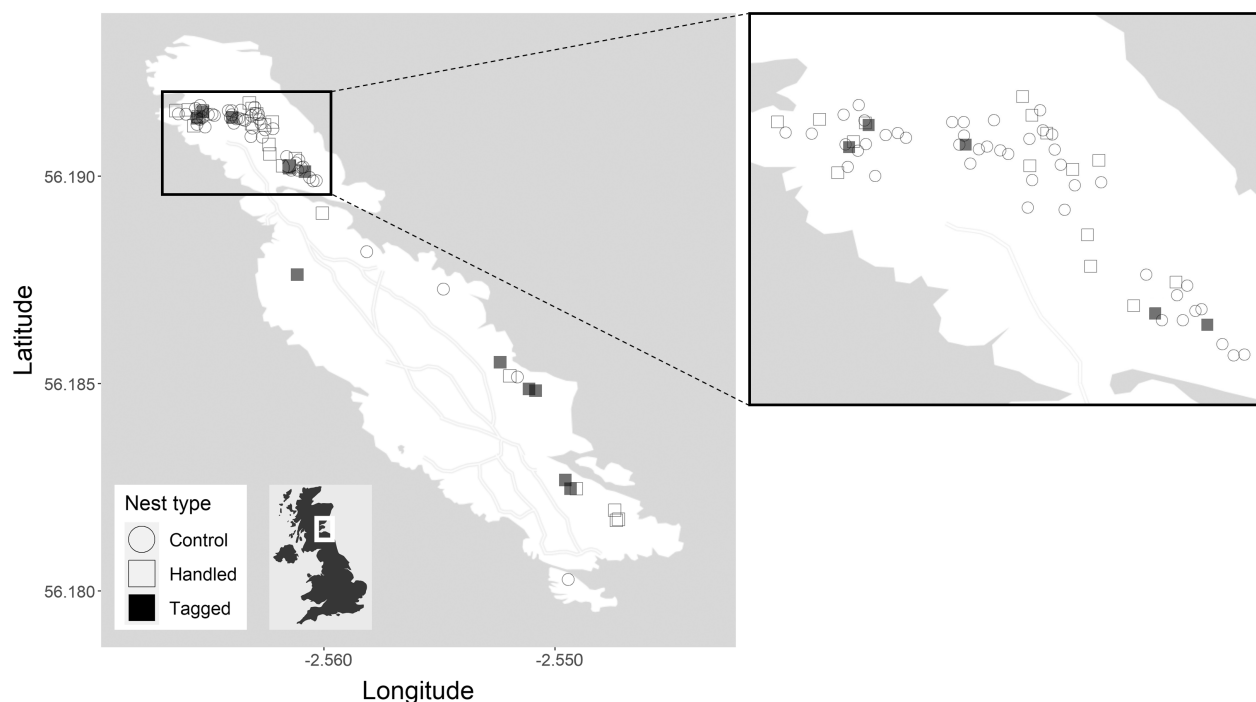 Latitude
56.190
56.185
56.180
Nest type
Control
Handled
Tagged
-2.560
-2.550
Longitude